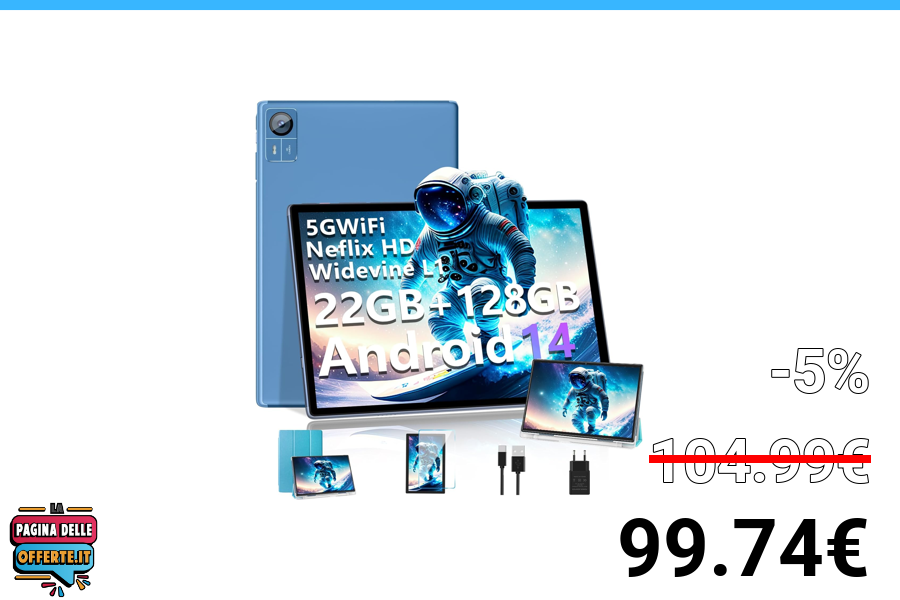 5GWiFi
Neflix HD
Widevine L1
22GB+128GB
Android 14
-5%
104.99€
99.74€
LA
PAGINA DELLE
OFFERTE.IT